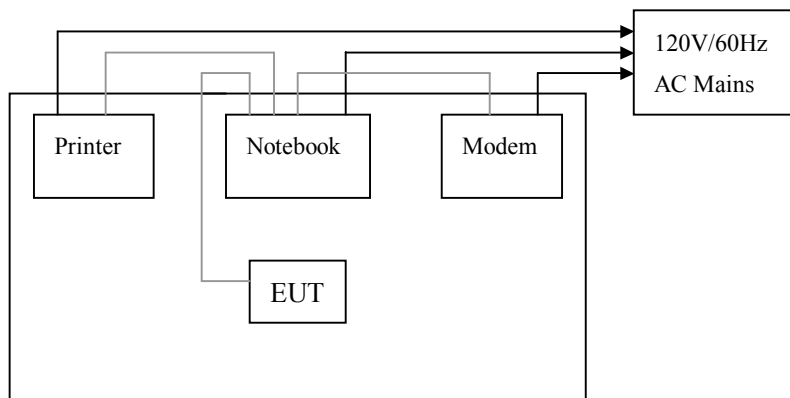 120V/60Hz
AC Mains
Printer
Notebook
Modem
EUT